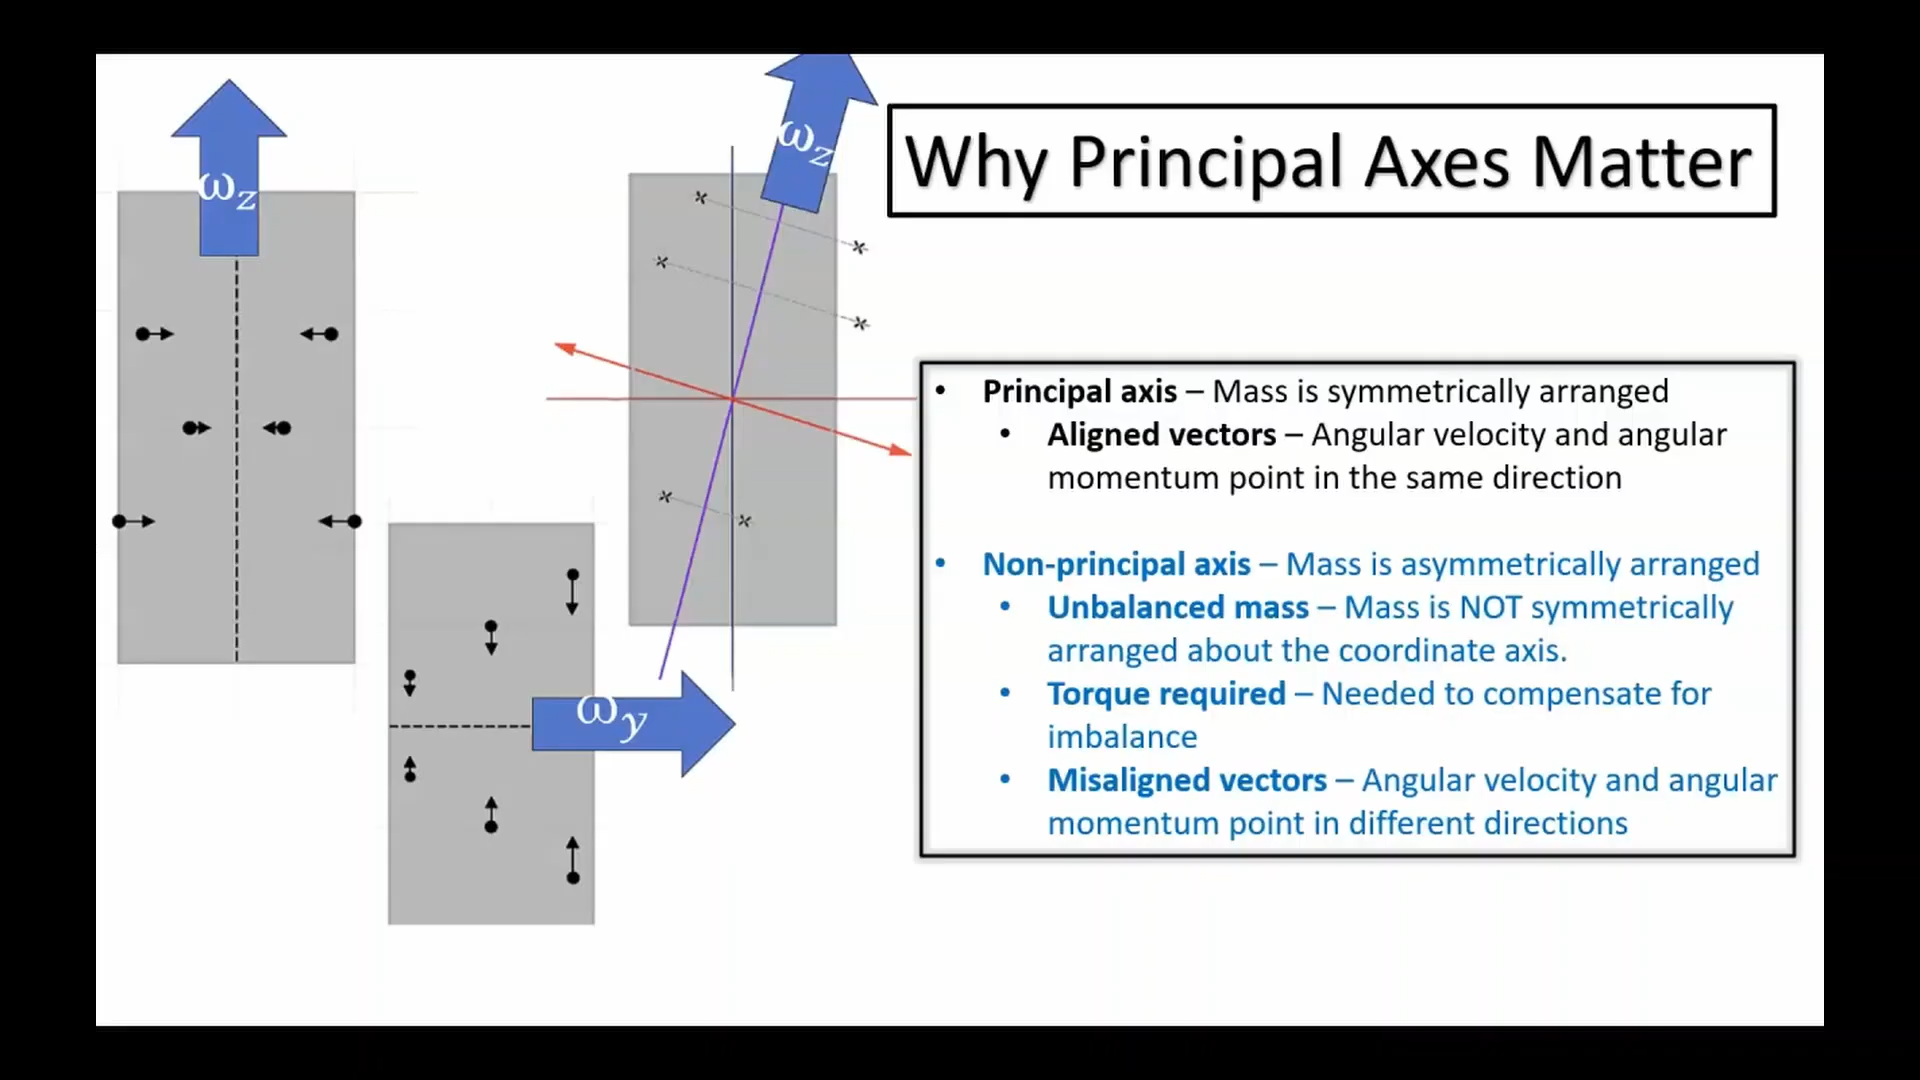 Why Principal Axes Matter
ω_z
ω_z
ω_y
• Principal axis – Mass is symmetrically arranged
• Aligned vectors – Angular velocity and angular
momentum point in the same direction
• Non-principal axis – Mass is asymmetrically arranged
• Unbalanced mass – Mass is NOT symmetrically
arranged about the coordinate axis.
• Torque required – Needed to compensate for
imbalance
• Misaligned vectors – Angular velocity and angular
momentum point in different directions